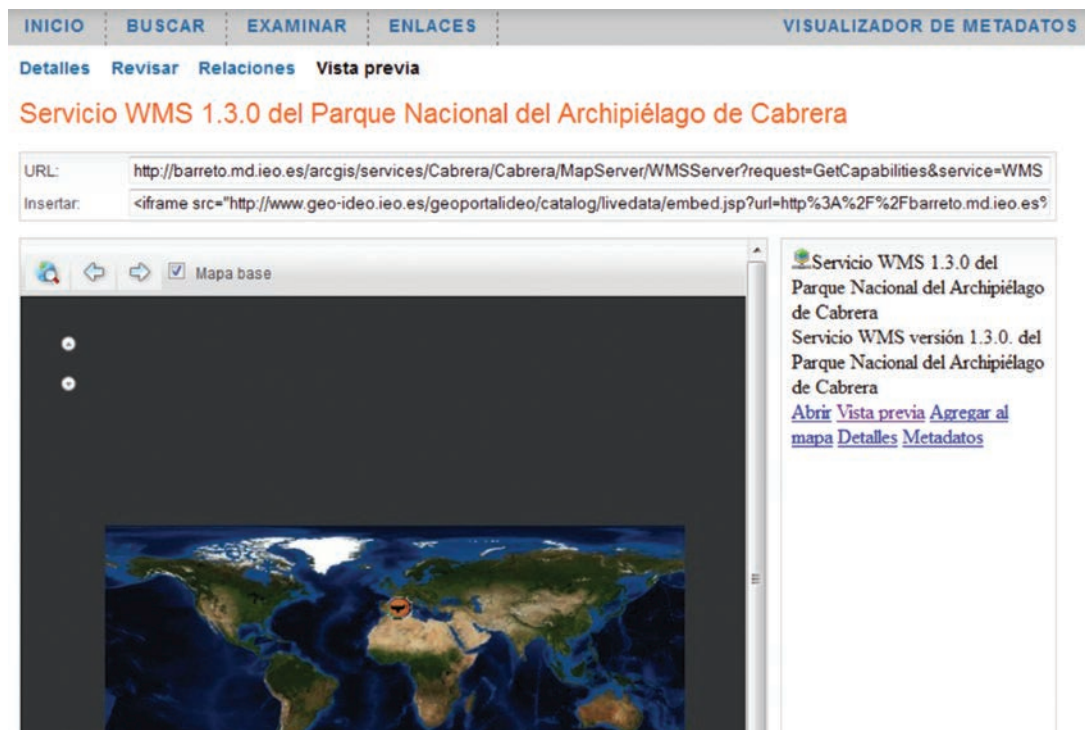 INICIO BUSCAR EXAMINAR ENLACES VISUALIZADOR DE METADATOS
Detalles Revisar Relaciones Vista previa
Servicio WMS 1.3.0 del Parque Nacional del Archipiélago de Cabrera
URL: http://barreto.md.ieo.es/arcgis/services/Cabrera/Cabrera/MapServer/WMSServer?request=GetCapabilities&service=WMS
Insertar: <iframe src="http://www.geo-ideo.ieo.es/geoportalideo/catalog/livedata/embed.jsp?url=http%3A%2F%2Fbarreto.md.ieo.es%
Mapa base
Servicio WMS 1.3.0 del
Parque Nacional del Archipiélago
de Cabrera
Servicio WMS versión 1.3.0. del
Parque Nacional del Archipiélago
de Cabrera
Abrir Vista previa Agregar al
mapa Detalles Metadatos